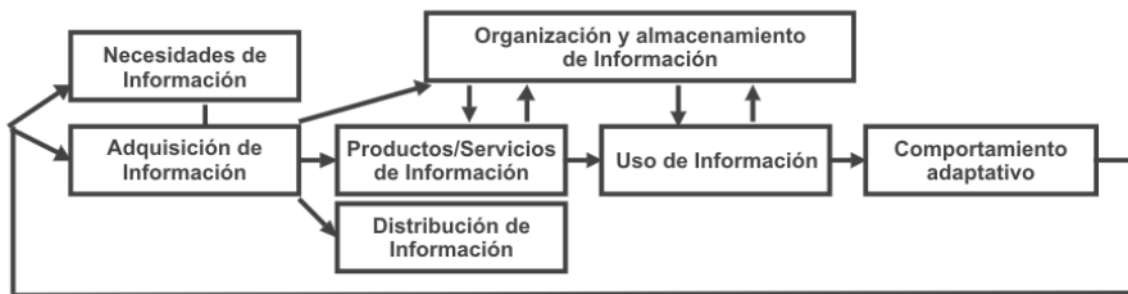 Necesidades de
Información
Organización y almacenamiento
de Información
Adquisición de
Información
Productos/Servicios
de Información
Uso de Información
Comportamiento
adaptativo
Distribución de
Información